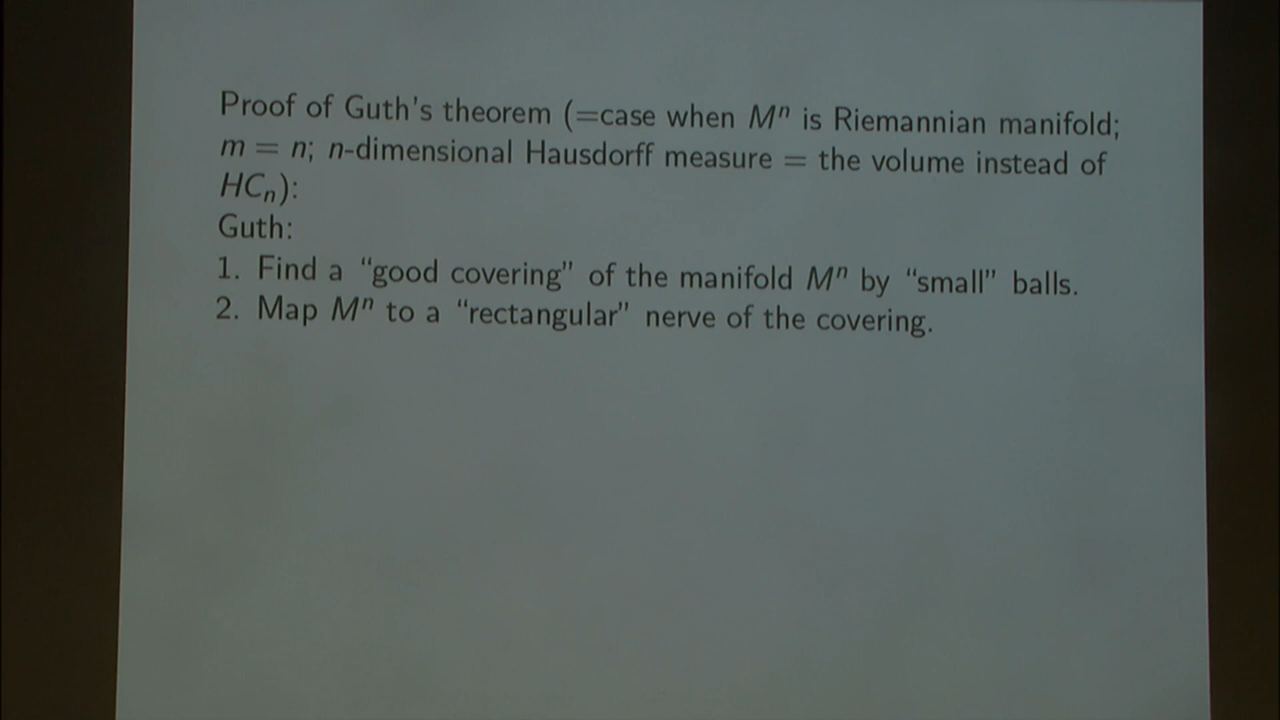 Proof of Guth's theorem (=case when Mⁿ is Riemannian manifold;
m = n; n-dimensional Hausdorff measure = the volume instead of
HCₙ):
Guth:
1. Find a “good covering” of the manifold Mⁿ by “small” balls.
2. Map Mⁿ to a “rectangular” nerve of the covering.